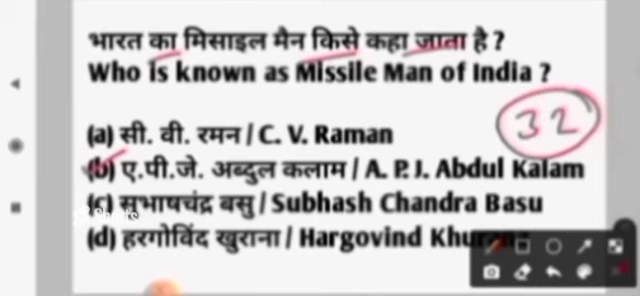 भारत का मिसाइल मैन किसे कहा जाता है ?
Who is known as Missile Man of India ?
32
(a) सी. वी. रमन / C. V. Raman
(b) ए.पी.जे. अब्दुल कलाम / A. P. J. Abdul Kalam
(c) सुभाषचंद्र बसु / Subhash Chandra Basu
(d) हरगोविंद खुराना / Hargovind